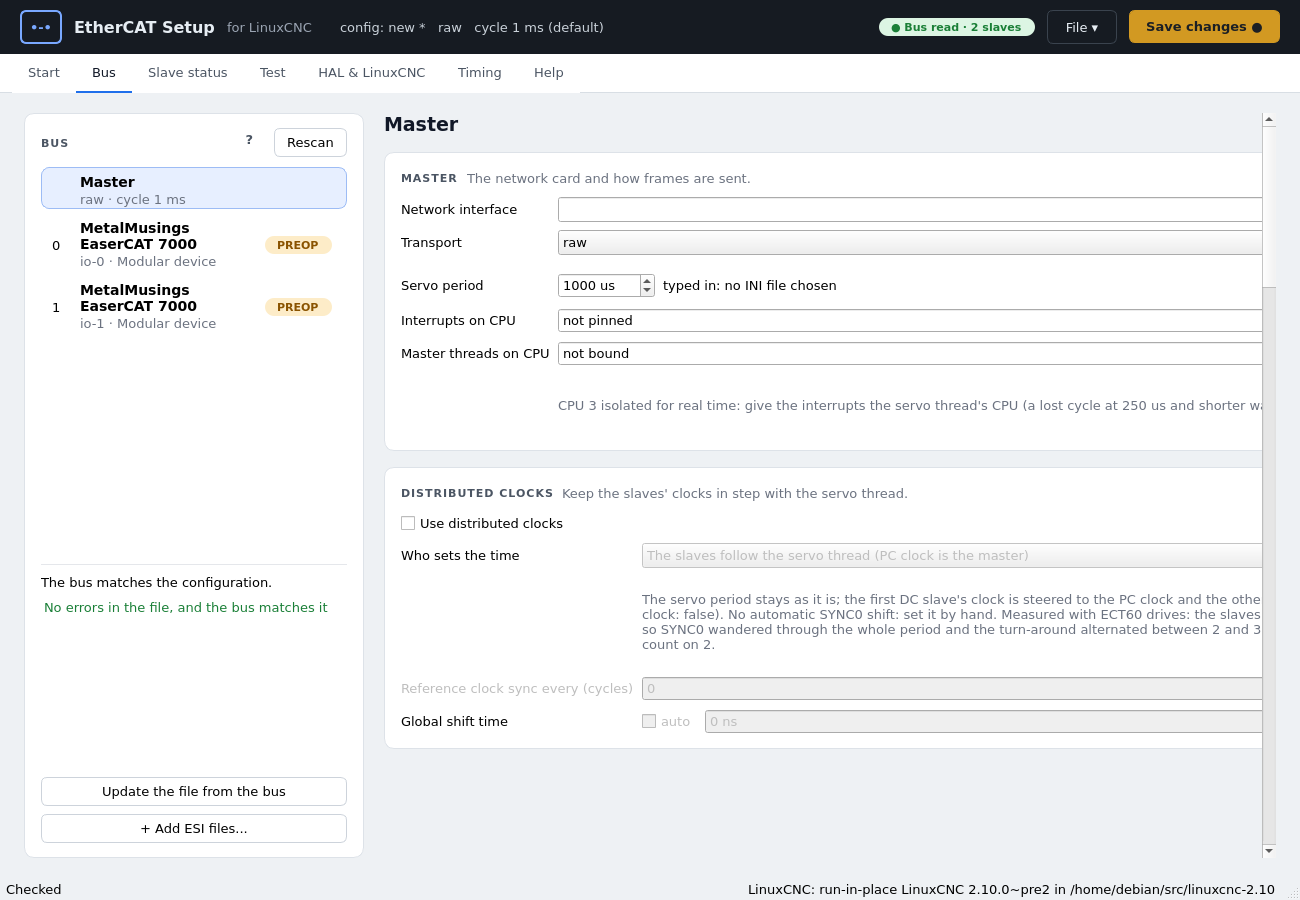 EtherCAT Setup for LinuxCNC config: new * raw cycle 1 ms (default) ● Bus read · 2 slaves File ▾ Save changes ●
Start Bus Slave status Test HAL & LinuxCNC Timing Help
BUS ? Rescan
Master
raw · cycle 1 ms
0 MetalMusings EaserCAT 7000 PREOP
io-0 · Modular device
1 MetalMusings EaserCAT 7000 PREOP
io-1 · Modular device
The bus matches the configuration.
No errors in the file, and the bus matches it
Update the file from the bus
+ Add ESI files...
Master
MASTER The network card and how frames are sent.
Network interface
Transport raw
Servo period 1000 us typed in: no INI file chosen
Interrupts on CPU not pinned
Master threads on CPU not bound
CPU 3 isolated for real time: give the interrupts the servo thread's CPU (a lost cycle at 250 us and shorter
DISTRIBUTED CLOCKS Keep the slaves' clocks in step with the servo thread.
Use distributed clocks
Who sets the time The slaves follow the servo thread (PC clock is the master)
The servo period stays as it is; the first DC slave's clock is steered to the PC clock and the
clock: false). No automatic SYNC0 shift: set it by hand. Measured with ECT60 drives: the slaves
so SYNC0 wandered through the whole period and the turn-around alternated between 2 and 3
count on 2.
Reference clock sync every (cycles) 0
Global shift time auto 0 ns
Checked LinuxCNC: run-in-place LinuxCNC 2.10.0~pre2 in /home/debian/src/linuxcnc-2.10